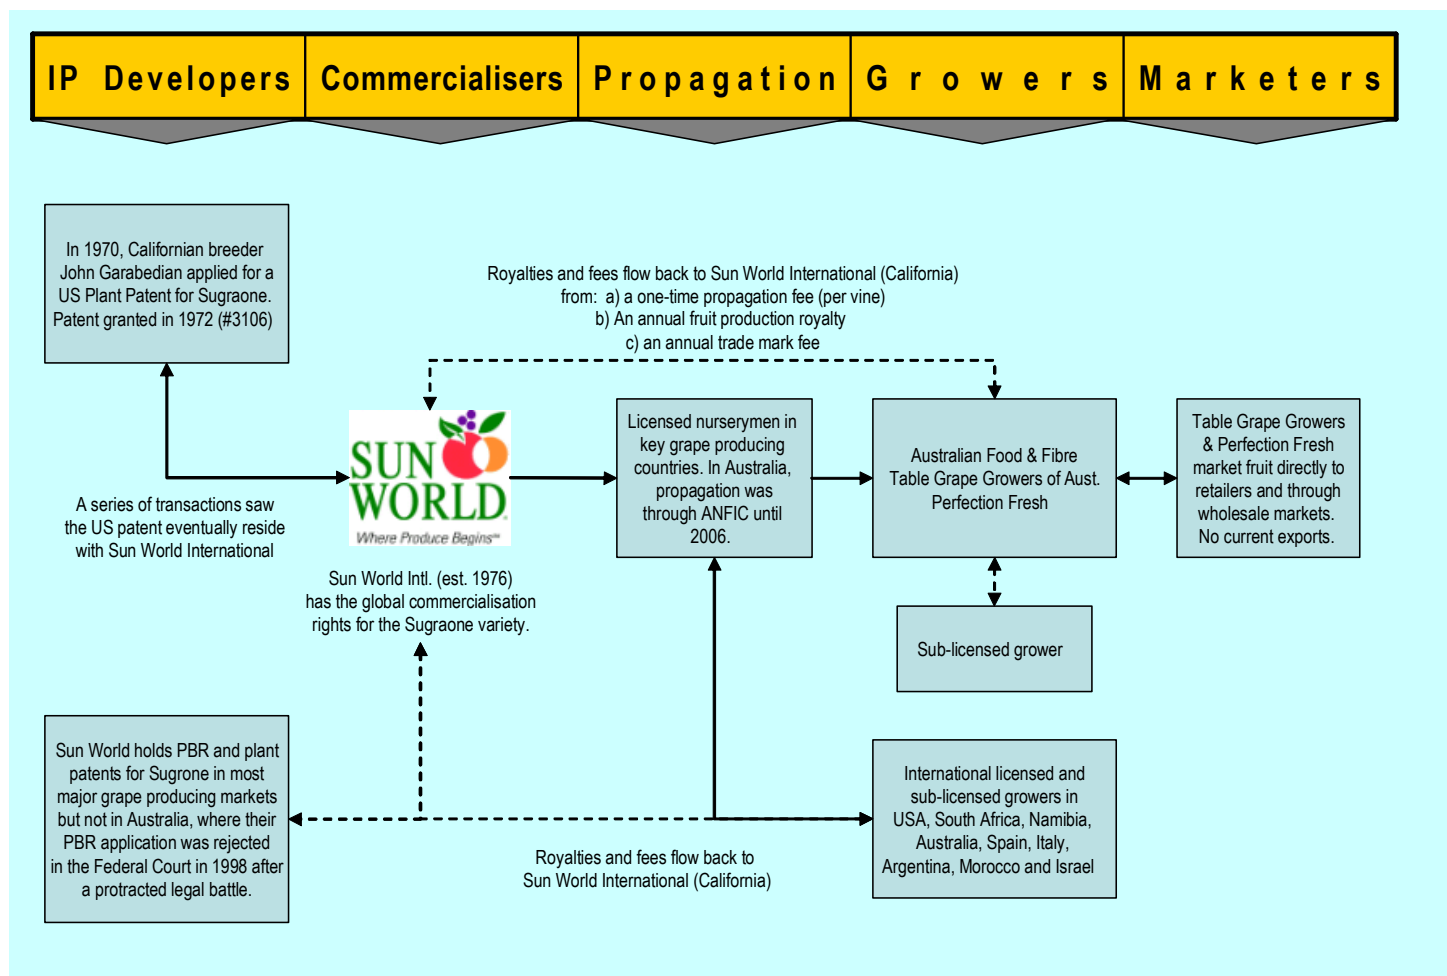 IP Developers
Commercialisers
Propagation
Growers
Marketers
In 1970, Californian breeder
John Garabedian applied for a
US Plant Patent for Sugraone.
Patent granted in 1972 (#3106)
Royalties and fees flow back to Sun World International (California)
from: a) a one-time propagation fee (per vine)
b) An annual fruit production royalty
c) an annual trade mark fee
A series of transactions saw
the US patent eventually reside
with Sun World International
SUN
WORLD
Where Produce Begins℠
Sun World Intl. (est. 1976)
has the global commercialisation
rights for the Sugraone variety.
Licensed nurserymen in
key grape producing
countries. In Australia,
propagation was
through ANFIC until
2006.
Australian Food & Fibre
Table Grape Growers of Aust.
Perfection Fresh
Table Grape Growers
& Perfection Fresh
market fruit directly to
retailers and through
wholesale markets.
No current exports.
Sub-licensed grower
Sun World holds PBR and plant
patents for Sugrone in most
major grape producing markets
but not in Australia, where their
PBR application was rejected
in the Federal Court in 1998 after
a protracted legal battle.
Royalties and fees flow back to
Sun World International (California)
International licensed and
sub-licensed growers in
USA, South Africa, Namibia,
Australia, Spain, Italy,
Argentina, Morocco and Israel